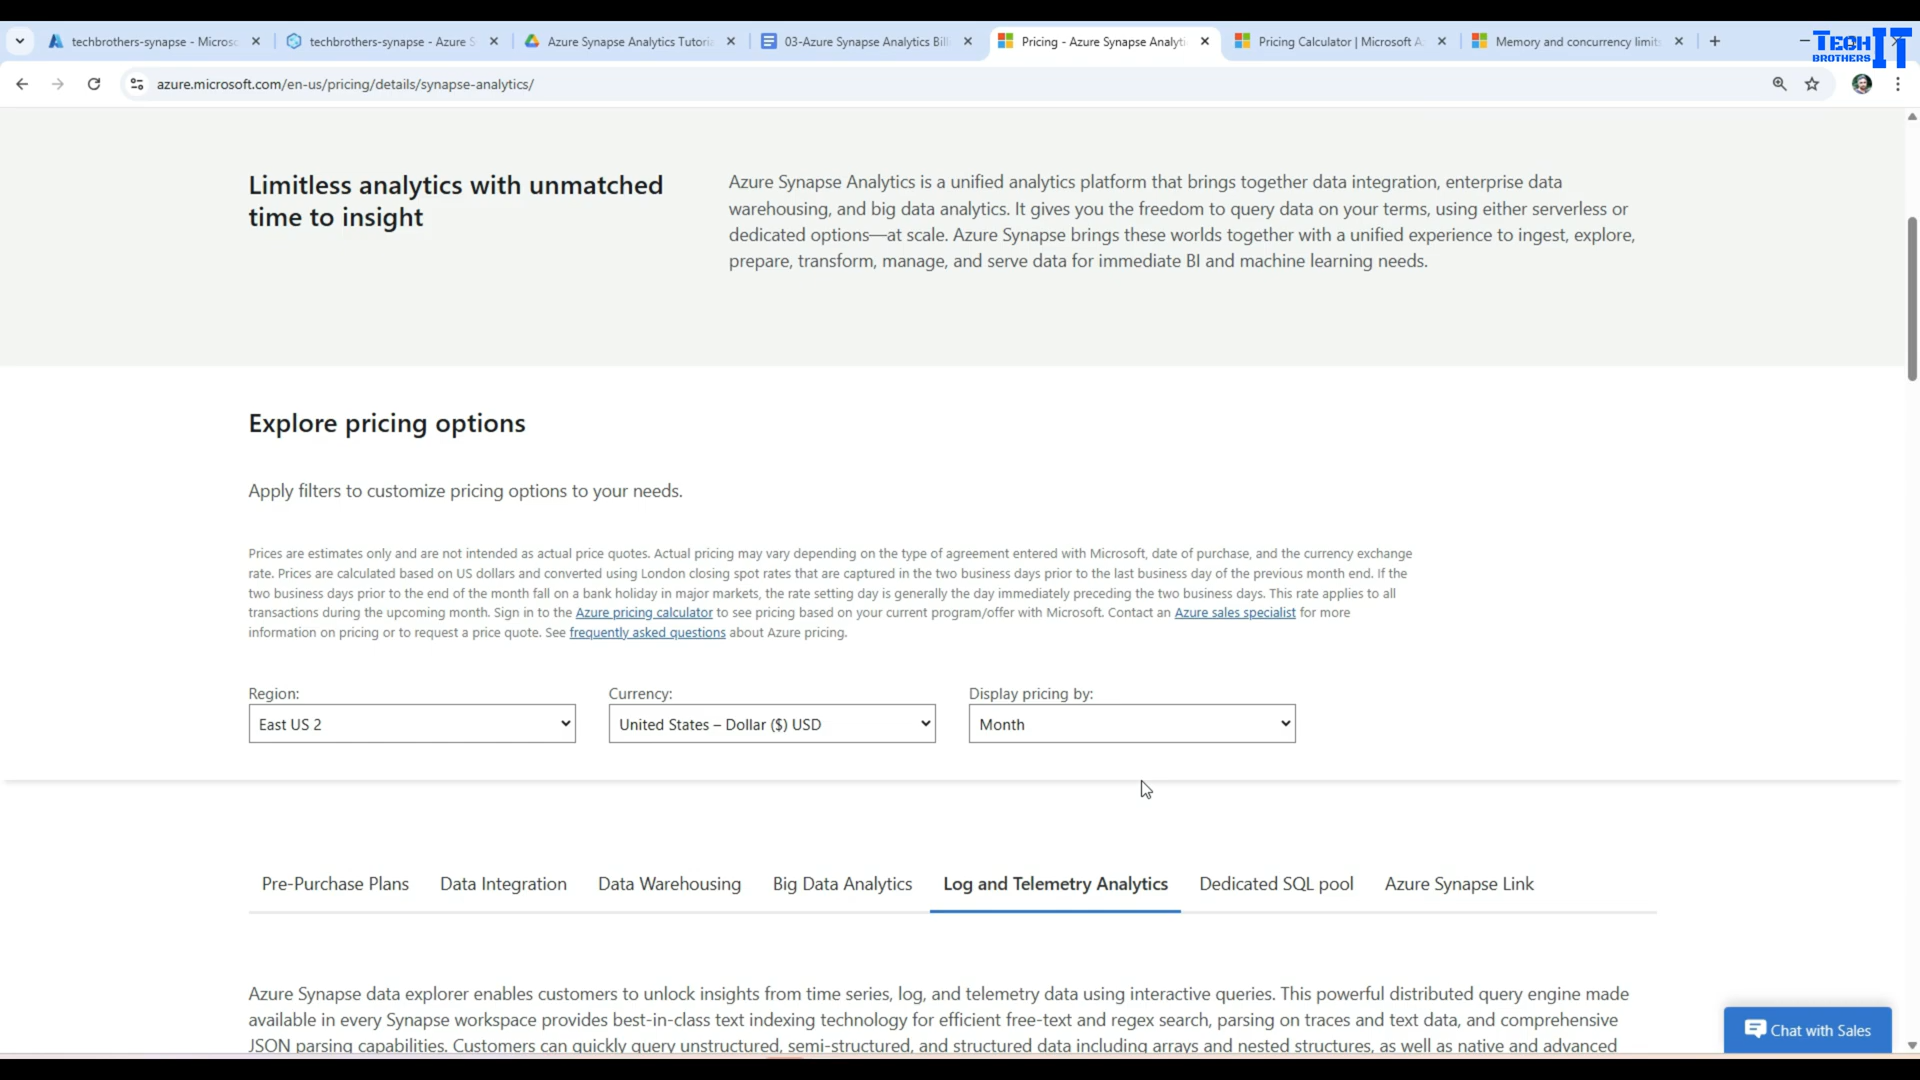 techbrothers-synapse - Microso
techbrothers-synapse - Azure S
Azure Synapse Analytics Tutori
03-Azure Synapse Analytics Bill
Pricing - Azure Synapse Analyti
Pricing Calculator | Microsoft A
Memory and concurrency limit
TECH
BROTHERS
IT
azure.microsoft.com/en-us/pricing/details/synapse-analytics/
Limitless analytics with unmatched
time to insight
Azure Synapse Analytics is a unified analytics platform that brings together data integration, enterprise data
warehousing, and big data analytics. It gives you the freedom to query data on your terms, using either serverless or
dedicated options—at scale. Azure Synapse brings these worlds together with a unified experience to ingest, explore,
prepare, transform, manage, and serve data for immediate BI and machine learning needs.
Explore pricing options
Apply filters to customize pricing options to your needs.
Prices are estimates only and are not intended as actual price quotes. Actual pricing may vary depending on the type of agreement entered with Microsoft, date of purchase, and the currency exchange
rate. Prices are calculated based on US dollars and converted using London closing spot rates that are captured in the two business days prior to the last business day of the previous month end. If the
two business days prior to the end of the month fall on a bank holiday in major markets, the rate setting day is generally the day immediately preceding the two business days. This rate applies to all
transactions during the upcoming month. Sign in to the Azure pricing calculator to see pricing based on your current program/offer with Microsoft. Contact an Azure sales specialist for more
information on pricing or to request a price quote. See frequently asked questions about Azure pricing.
Region:
Currency:
Display pricing by:
East US 2
United States – Dollar ($) USD
Month
Pre-Purchase Plans
Data Integration
Data Warehousing
Big Data Analytics
Log and Telemetry Analytics
Dedicated SQL pool
Azure Synapse Link
Azure Synapse data explorer enables customers to unlock insights from time series, log, and telemetry data using interactive queries. This powerful distributed query engine made
available in every Synapse workspace provides best-in-class text indexing technology for efficient free-text and regex search, parsing on traces and text data, and comprehensive
JSON parsing capabilities. Customers can quickly query unstructured, semi-structured, and structured data including arrays and nested structures, as well as native and advanced
Chat with Sales